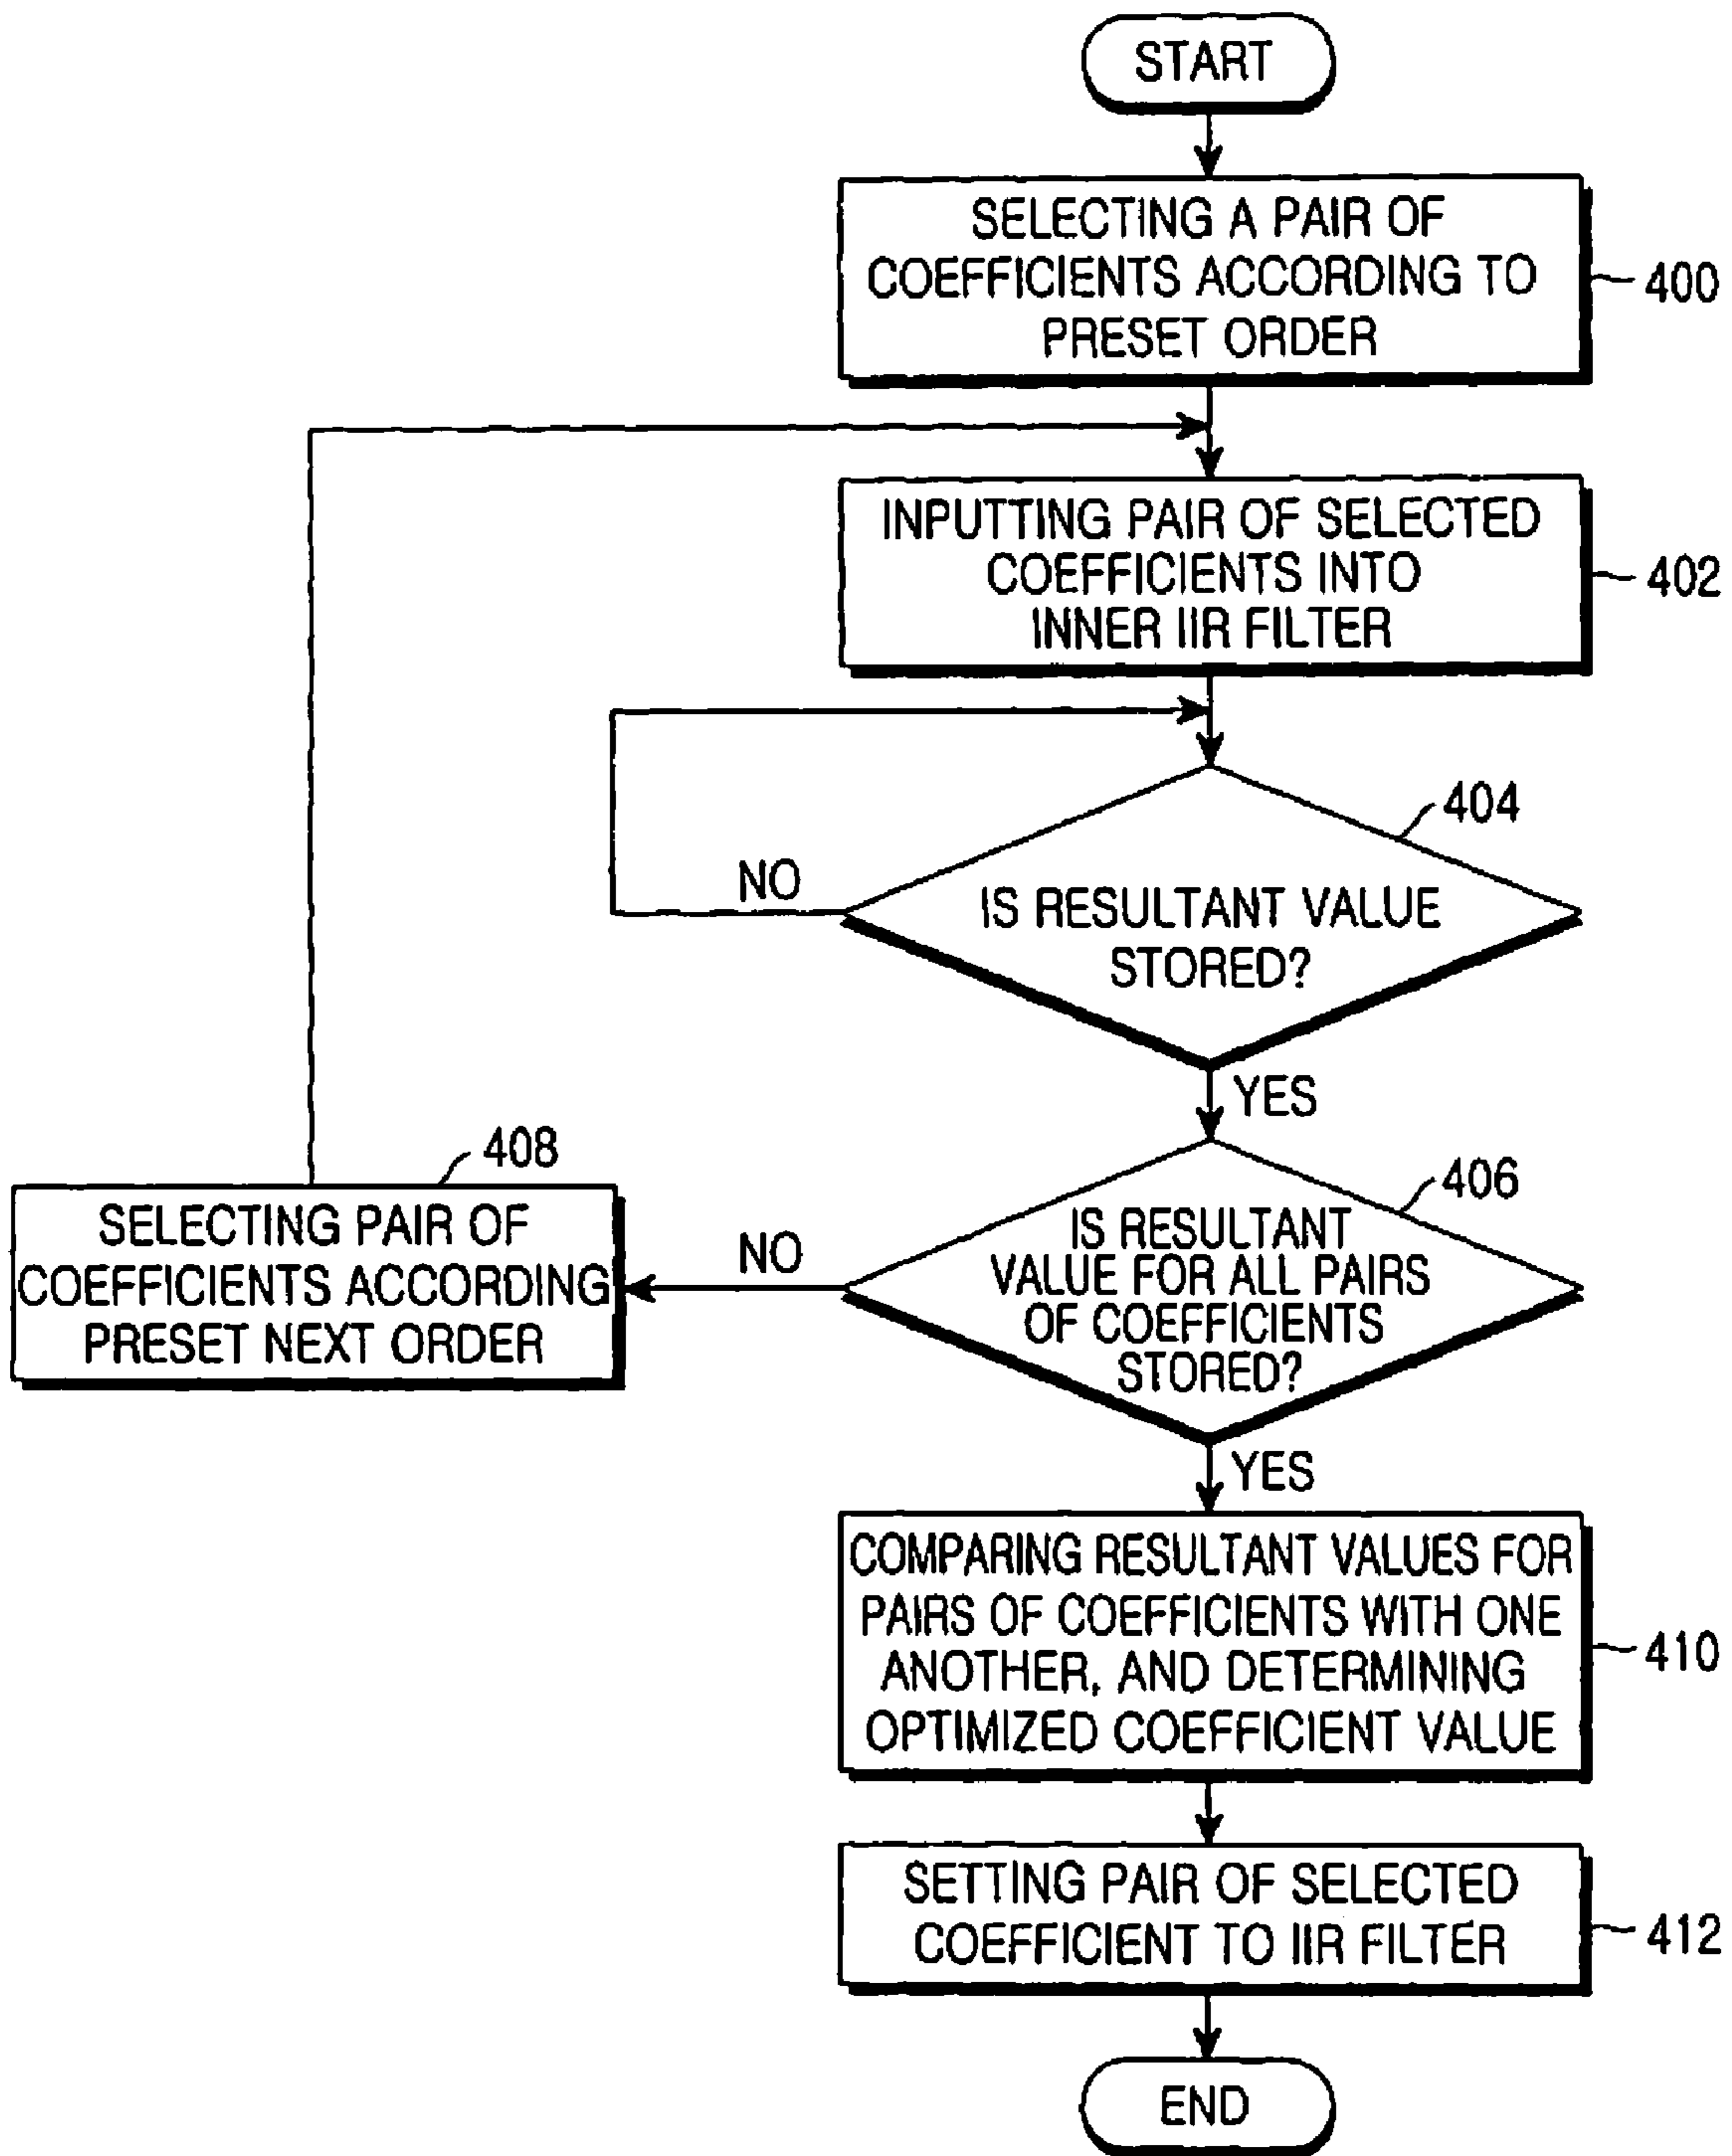 START
SELECTING A PAIR OF
COEFFICIENTS ACCORDING TO
PRESET ORDER
400
INPUTTING PAIR OF SELECTED
COEFFICIENTS INTO
INNER IIR FILTER
402
404
NO
IS RESULTANT VALUE
STORED?
YES
408
SELECTING PAIR OF
COEFFICIENTS ACCORDING
PRESET NEXT ORDER
NO
406
IS RESULTANT
VALUE FOR ALL PAIRS
OF COEFFICIENTS
STORED?
YES
COMPARING RESULTANT VALUES FOR
PAIRS OF COEFFICIENTS WITH ONE
ANOTHER, AND DETERMINING
OPTIMIZED COEFFICIENT VALUE
410
SETTING PAIR OF SELECTED
COEFFICIENT TO IIR FILTER
412
END